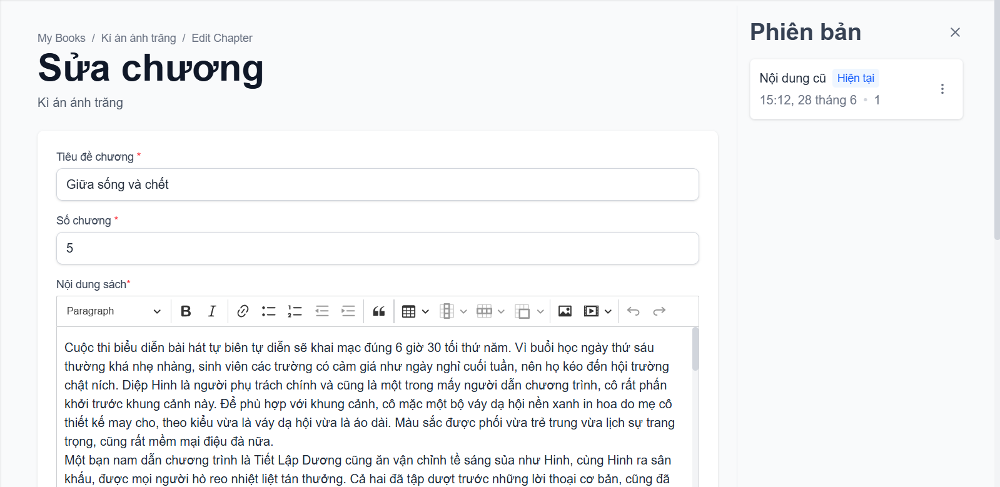 My Books / Kì án ánh trăng / Edit Chapter
Sửa chương
Kì án ánh trăng
Tiêu đề chương *
Giữa sống và chết
Số chương *
5
Nội dung sách*
Paragraph
Cuộc thi biểu diễn bài hát tự biên tự diễn sẽ khai mạc đúng 6 giờ 30 tối thứ năm. Vì buổi học ngày thứ sáu
thường khá nhẹ nhàng, sinh viên các trường có cảm giá như ngày nghỉ cuối tuần, nên họ kéo đến hội trường
chật ních. Diệp Hinh là người phụ trách chính và cũng là một trong mấy người dẫn chương trình, cô rất phấn
khởi trước khung cảnh này. Để phù hợp với khung cảnh, cô mặc một bộ váy dạ hội nền xanh in hoa do mẹ cô
thiết kế may cho, theo kiểu vừa là váy dạ hội vừa là áo dài. Màu sắc được phối vừa trẻ trung vừa lịch sự trang
trọng, cũng rất mềm mại điệu đà nữa.
Một bạn nam dẫn chương trình là Tiết Lập Dương cũng ăn vận chỉnh tề sáng sủa như Hinh, cùng Hinh ra sân
khấu, được mọi người hò reo nhiệt liệt tán thưởng. Cả hai đã tập dượt trước những lời thoại cơ bản, cũng đã
Phiên bản
Nội dung cũ Hiện tại
15:12, 28 tháng 6 • 1